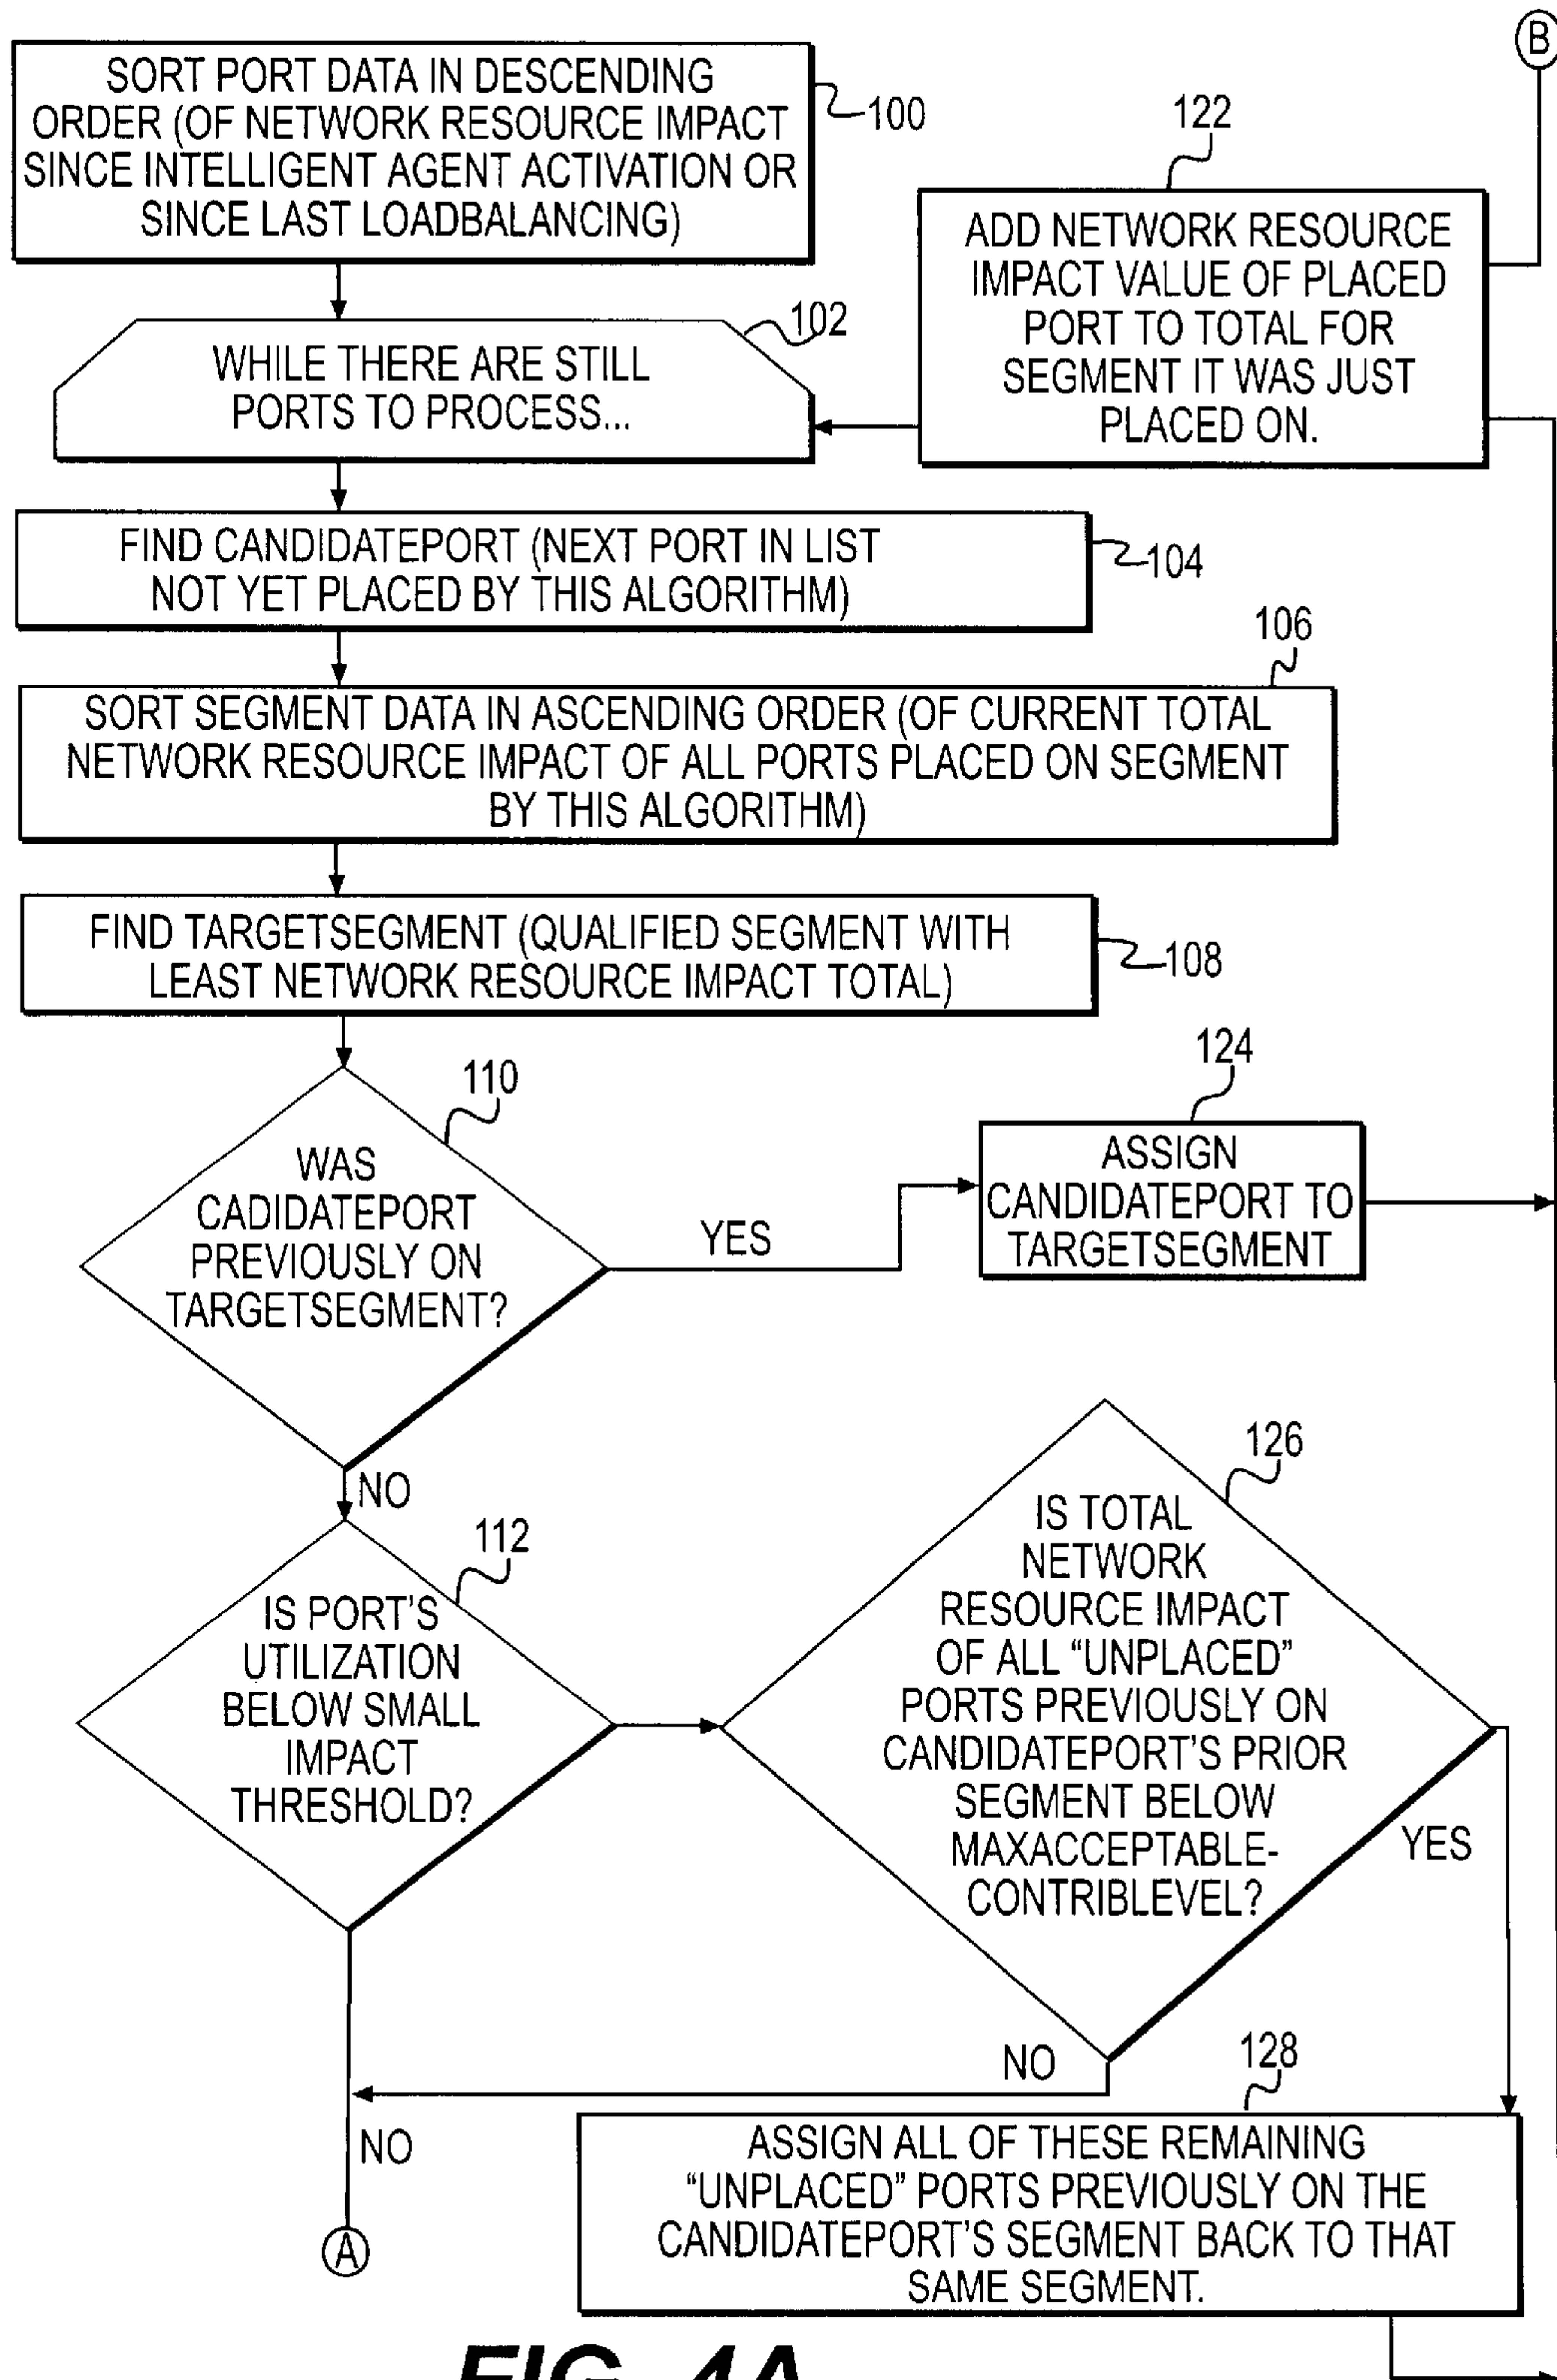 B
SORT PORT DATA IN DESCENDING
ORDER (OF NETWORK RESOURCE IMPACT
SINCE INTELLIGENT AGENT ACTIVATION OR
SINCE LAST LOADBALANCING)
100
122
ADD NETWORK RESOURCE
IMPACT VALUE OF PLACED
PORT TO TOTAL FOR
SEGMENT IT WAS JUST
PLACED ON.
102
WHILE THERE ARE STILL
PORTS TO PROCESS...
FIND CANDIDATEPORT (NEXT PORT IN LIST
NOT YET PLACED BY THIS ALGORITHM)
104
106
SORT SEGMENT DATA IN ASCENDING ORDER (OF CURRENT TOTAL
NETWORK RESOURCE IMPACT OF ALL PORTS PLACED ON SEGMENT
BY THIS ALGORITHM)
FIND TARGETSEGMENT (QUALIFIED SEGMENT WITH
LEAST NETWORK RESOURCE IMPACT TOTAL)
108
110
WAS
CADIDATEPORT
PREVIOUSLY ON
TARGETSEGMENT?
YES
124
ASSIGN
CANDIDATEPORT TO
TARGETSEGMENT
NO
112
IS PORT'S
UTILIZATION
BELOW SMALL
IMPACT
THRESHOLD?
126
IS TOTAL
NETWORK
RESOURCE IMPACT
OF ALL “UNPLACED”
PORTS PREVIOUSLY ON
CANDIDATEPORT'S PRIOR
SEGMENT BELOW
MAXACCEPTABLE-
CONTRIBLEVEL?
YES
NO
NO
A
128
ASSIGN ALL OF THESE REMAINING
“UNPLACED” PORTS PREVIOUSLY ON THE
CANDIDATEPORT'S SEGMENT BACK TO THAT
SAME SEGMENT.
FIG. 4A